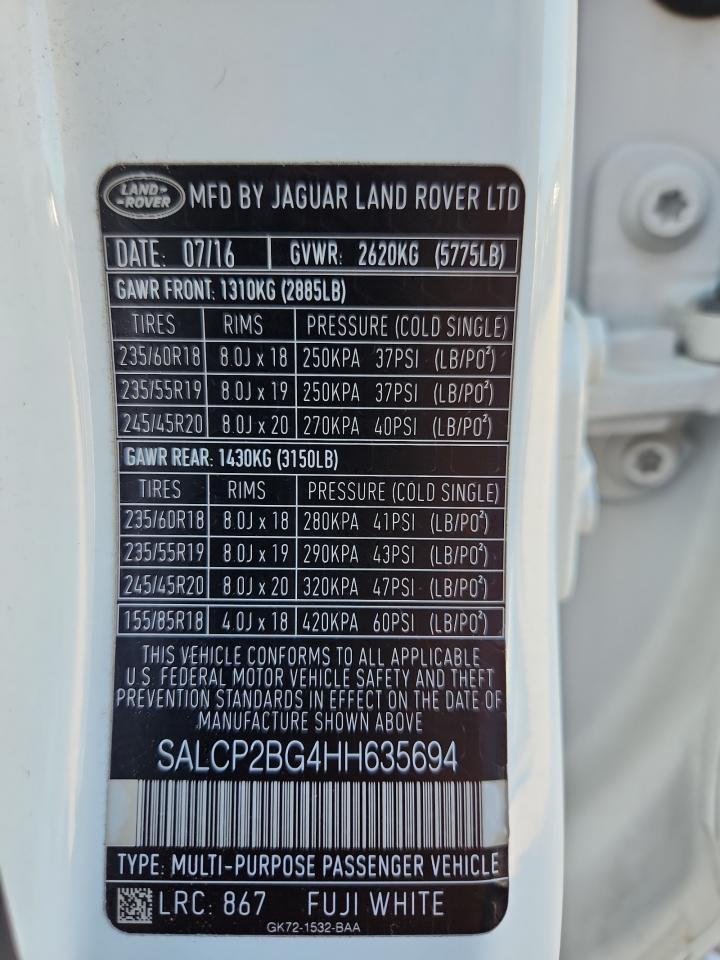 LAND-
-ROVER
MFD BY JAGUAR LAND ROVER LTD
DATE: 07/16 GVWR: 2620KG (5775LB)
GAWR FRONT: 1310KG (2885LB)
TIRES RIMS PRESSURE (COLD SINGLE)
235/60R18 8.0J x 18 250KPA 37PSI (LB/PO²)
235/55R19 8.0J x 19 250KPA 37PSI (LB/PO²)
245/45R20 8.0J x 20 270KPA 40PSI (LB/PO²)
GAWR REAR: 1430KG (3150LB)
TIRES RIMS PRESSURE (COLD SINGLE)
235/60R18 8.0J x 18 280KPA 41PSI (LB/PO²)
235/55R19 8.0J x 19 290KPA 43PSI (LB/PO²)
245/45R20 8.0J x 20 320KPA 47PSI (LB/PO²)
155/85R18 4.0J x 18 420KPA 60PSI (LB/PO²)
THIS VEHICLE CONFORMS TO ALL APPLICABLE
U.S. FEDERAL MOTOR VEHICLE SAFETY AND THEFT
PREVENTION STANDARDS IN EFFECT ON THE DATE OF
MANUFACTURE SHOWN ABOVE
SALCP2BG4HH635694
TYPE: MULTI-PURPOSE PASSENGER VEHICLE
LRC: 867 FUJI WHITE
GK72-1532-BAA